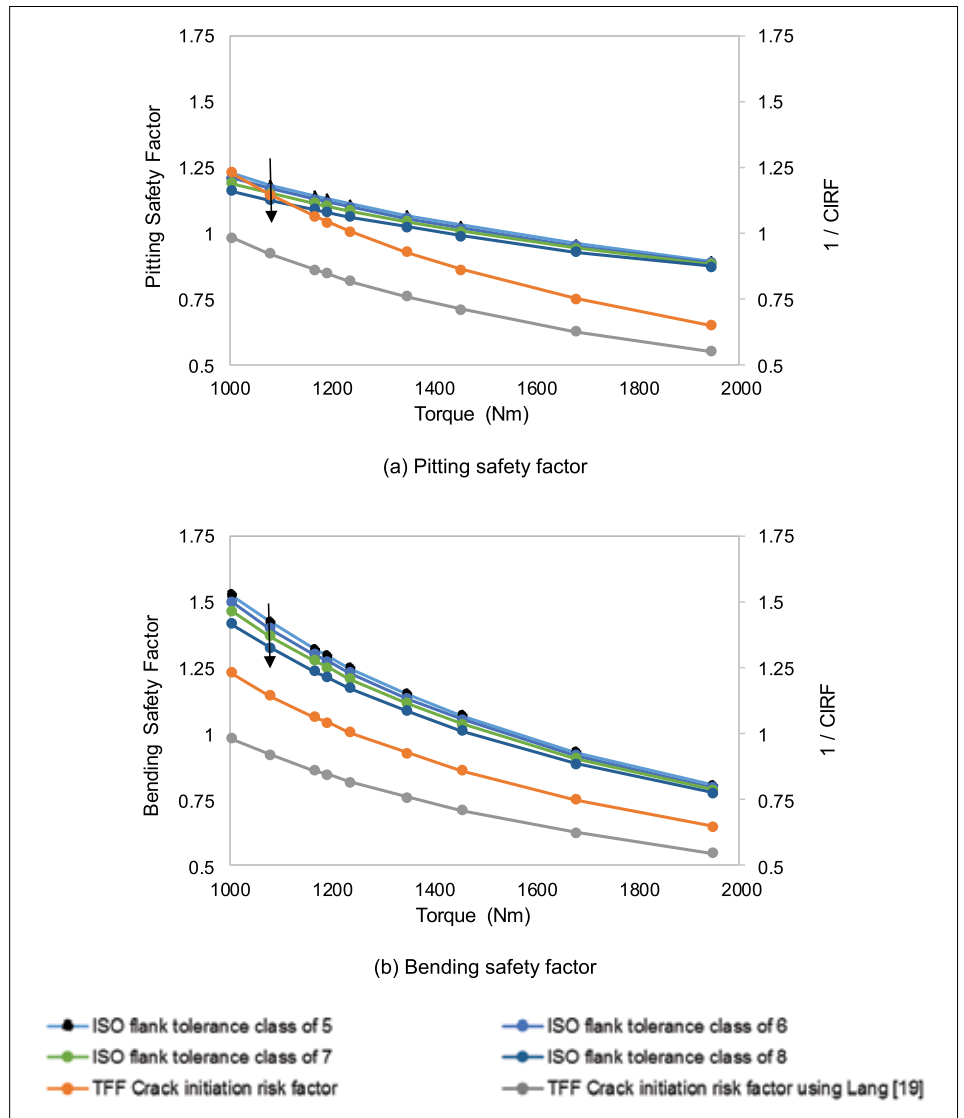 1.75 1.75
1.5 1.5
1.25 1.25
1 1
0.75 0.75
0.5 0.5
Pitting Safety Factor
1 / CIRF
1000 1200 1400 1600 1800 2000
Torque (Nm)
(a) Pitting safety factor
1.75 1.75
1.5 1.5
1.25 1.25
1 1
0.75 0.75
0.5 0.5
Bending Safety Factor
1 / CIRF
1000 1200 1400 1600 1800 2000
Torque (Nm)
(b) Bending safety factor
ISO flank tolerance class of 5
ISO flank tolerance class of 6
ISO flank tolerance class of 7
ISO flank tolerance class of 8
TFF Crack initiation risk factor
TFF Crack initiation risk factor using Lang [19]